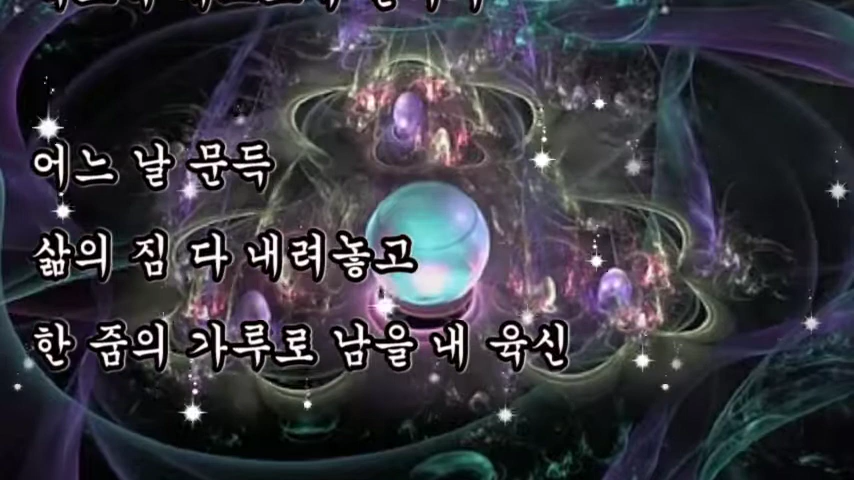 어느 날 문득
삶의 짐 다 내려놓고
한 줌의 가루로 남을 내 육신